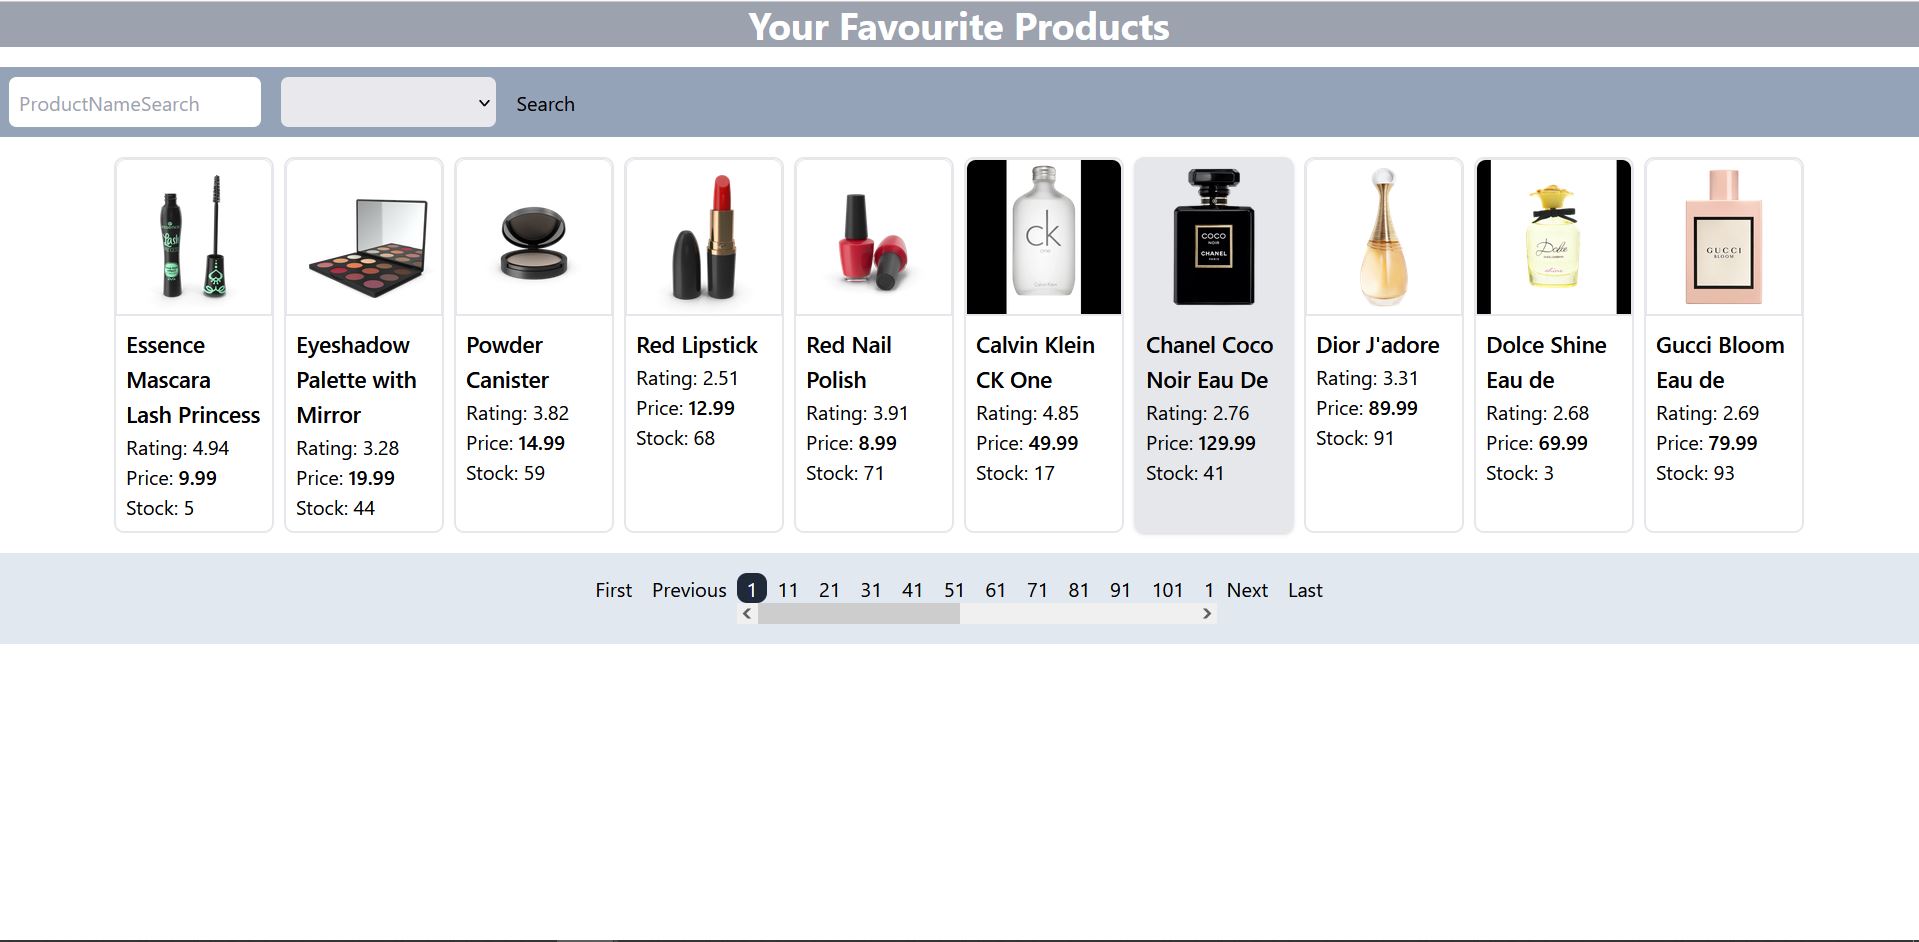 Your Favourite Products
ProductNameSearch
Search
ck
one
Calvin Klein
COCO
NOIR
CHANEL
PARIS
Dolce
shine
GUCCI
BLOOM
Essence
Mascara
Lash Princess
Rating: 4.94
Price: 9.99
Stock: 5
Eyeshadow
Palette with
Mirror
Rating: 3.28
Price: 19.99
Stock: 44
Powder
Canister
Rating: 3.82
Price: 14.99
Stock: 59
Red Lipstick
Rating: 2.51
Price: 12.99
Stock: 68
Red Nail
Polish
Rating: 3.91
Price: 8.99
Stock: 71
Calvin Klein
CK One
Rating: 4.85
Price: 49.99
Stock: 17
Chanel Coco
Noir Eau De
Rating: 2.76
Price: 129.99
Stock: 41
Dior J'adore
Rating: 3.31
Price: 89.99
Stock: 91
Dolce Shine
Eau de
Rating: 2.68
Price: 69.99
Stock: 3
Gucci Bloom
Eau de
Rating: 2.69
Price: 79.99
Stock: 93
First Previous 1 11 21 31 41 51 61 71 81 91 101 1 Next Last